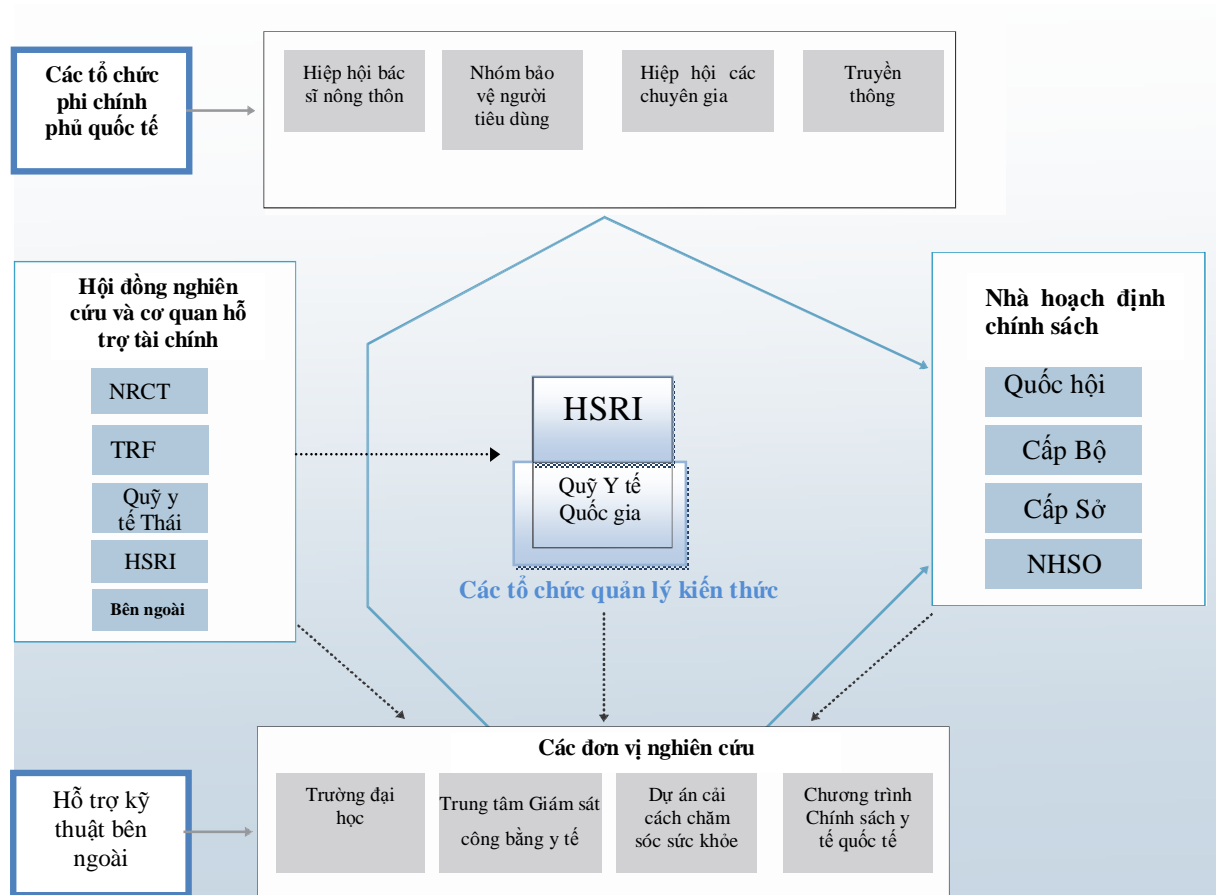 Các tổ chức
phi chính
phủ quốc tế
Hiệp hội bác
sĩ nông thôn
Nhóm bảo
vệ người
tiêu dùng
Hiệp hội các
chuyên gia
Truyền
thông
Hội đồng nghiên
cứu và cơ quan hỗ
trợ tài chính
NRCT
TRF
Quỹ y
tế Thái
HSRI
Bên ngoài
HSRI
Quỹ Y tế
Quốc gia
Các tổ chức quản lý kiến thức
Nhà hoạch định
chính sách
Quốc hội
Cấp Bộ
Cấp Sở
NHSO
Hỗ trợ kỹ
thuật bên
ngoài
Các đơn vị nghiên cứu
Trường đại
học
Trung tâm Giám sát
công bằng y tế
Dự án cải
cách chăm
sóc sức khỏe
Chương trình
Chính sách y
tế quốc tế